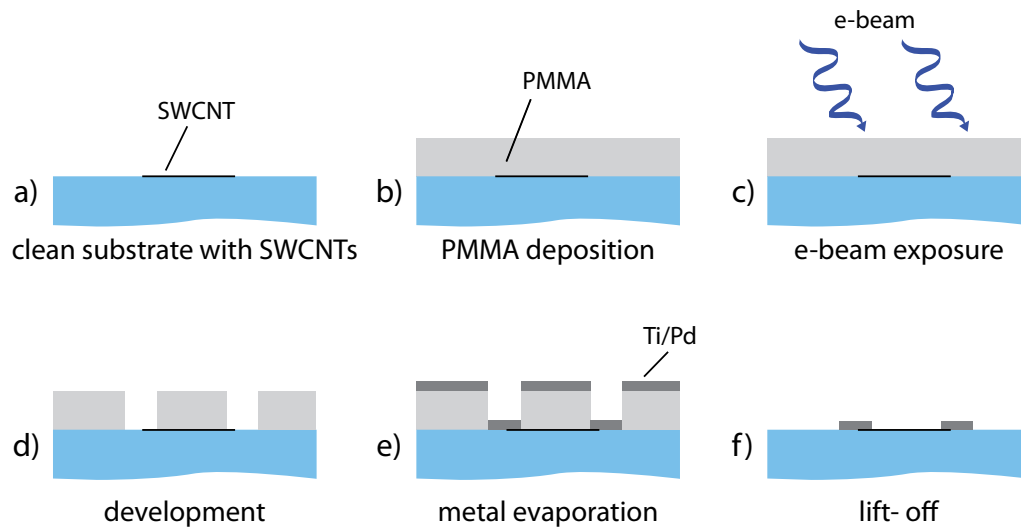 SWCNT
a)
clean substrate with SWCNTs
PMMA
b)
PMMA deposition
e-beam
c)
e-beam exposure
d)
development
Ti/Pd
e)
metal evaporation
f)
lift- off